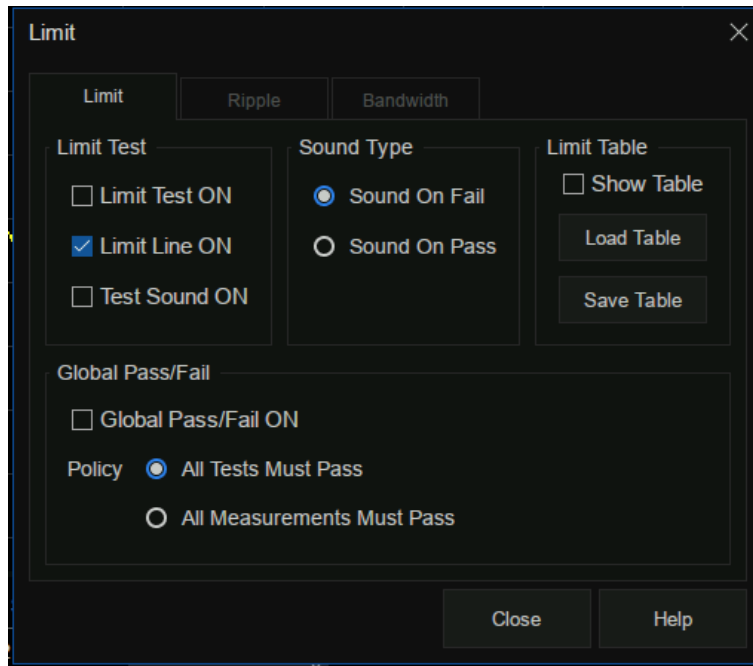 Limit
Limit
Ripple
Bandwidth
Limit Test
Limit Test ON
Limit Line ON
Test Sound ON
Sound Type
Sound On Fail
Sound On Pass
Limit Table
Show Table
Load Table
Save Table
Global Pass/Fail
Global Pass/Fail ON
Policy
All Tests Must Pass
All Measurements Must Pass
Close
Help